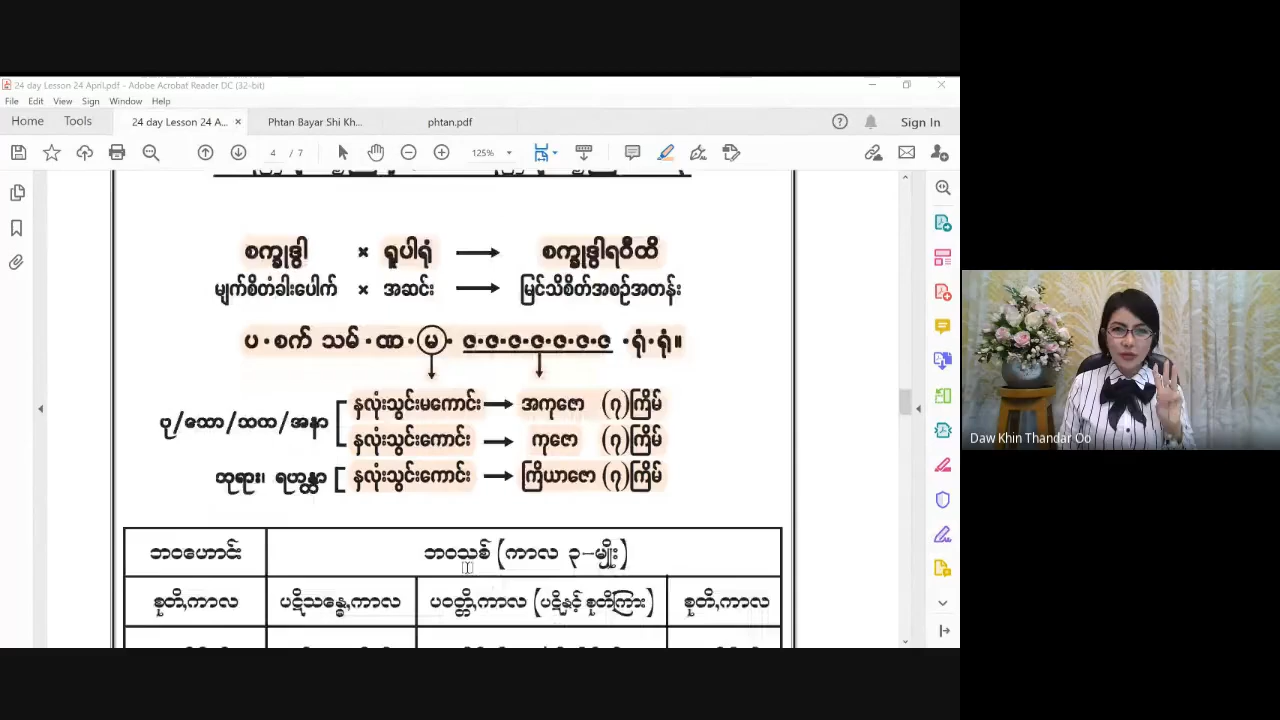 24 day Lesson 24 April.pdf - Adobe Acrobat Reader DC (32-bit)
File Edit View Sign Window Help
Home Tools 24 day Lesson 24 A... × Phtan Bayar Shi Kh... phtan.pdf Sign In
4 / 7 125%
စက္ခုဒွါ × ရူပါရုံ → စက္ခုဒွါရဝီထိ
မျက်စိတံခါးပေါက် × အဆင်း → မြင်သိစိတ်အစဉ်အတန်း
ပ · စက် သမ် · ဏ · မ · ဇ·ဇ·ဇ·ဇ·ဇ·ဇ·ဇ · ရုံ · ရုံ။
ပု/သော/သက/အနာ
နှလုံးသွင်းမကောင်း → အကုဇော (၇)ကြိမ်
နှလုံးသွင်းကောင်း → ကုဇော (၇)ကြိမ်
ဘုရား၊ ရဟန္တာ [ နှလုံးသွင်းကောင်း → ကြိယာဇော (၇)ကြိမ်
ဘဝဟောင်း ဘဝသစ် (ကာလ ၃-မျိုး)
စုတိ,ကာလ ပဋိသန္ဓေ,ကာလ ပဝတ္တိ,ကာလ (ပဋိနှင့် စုတိကြား) စုတိ,ကာလ
Daw Khin Thandar Oo